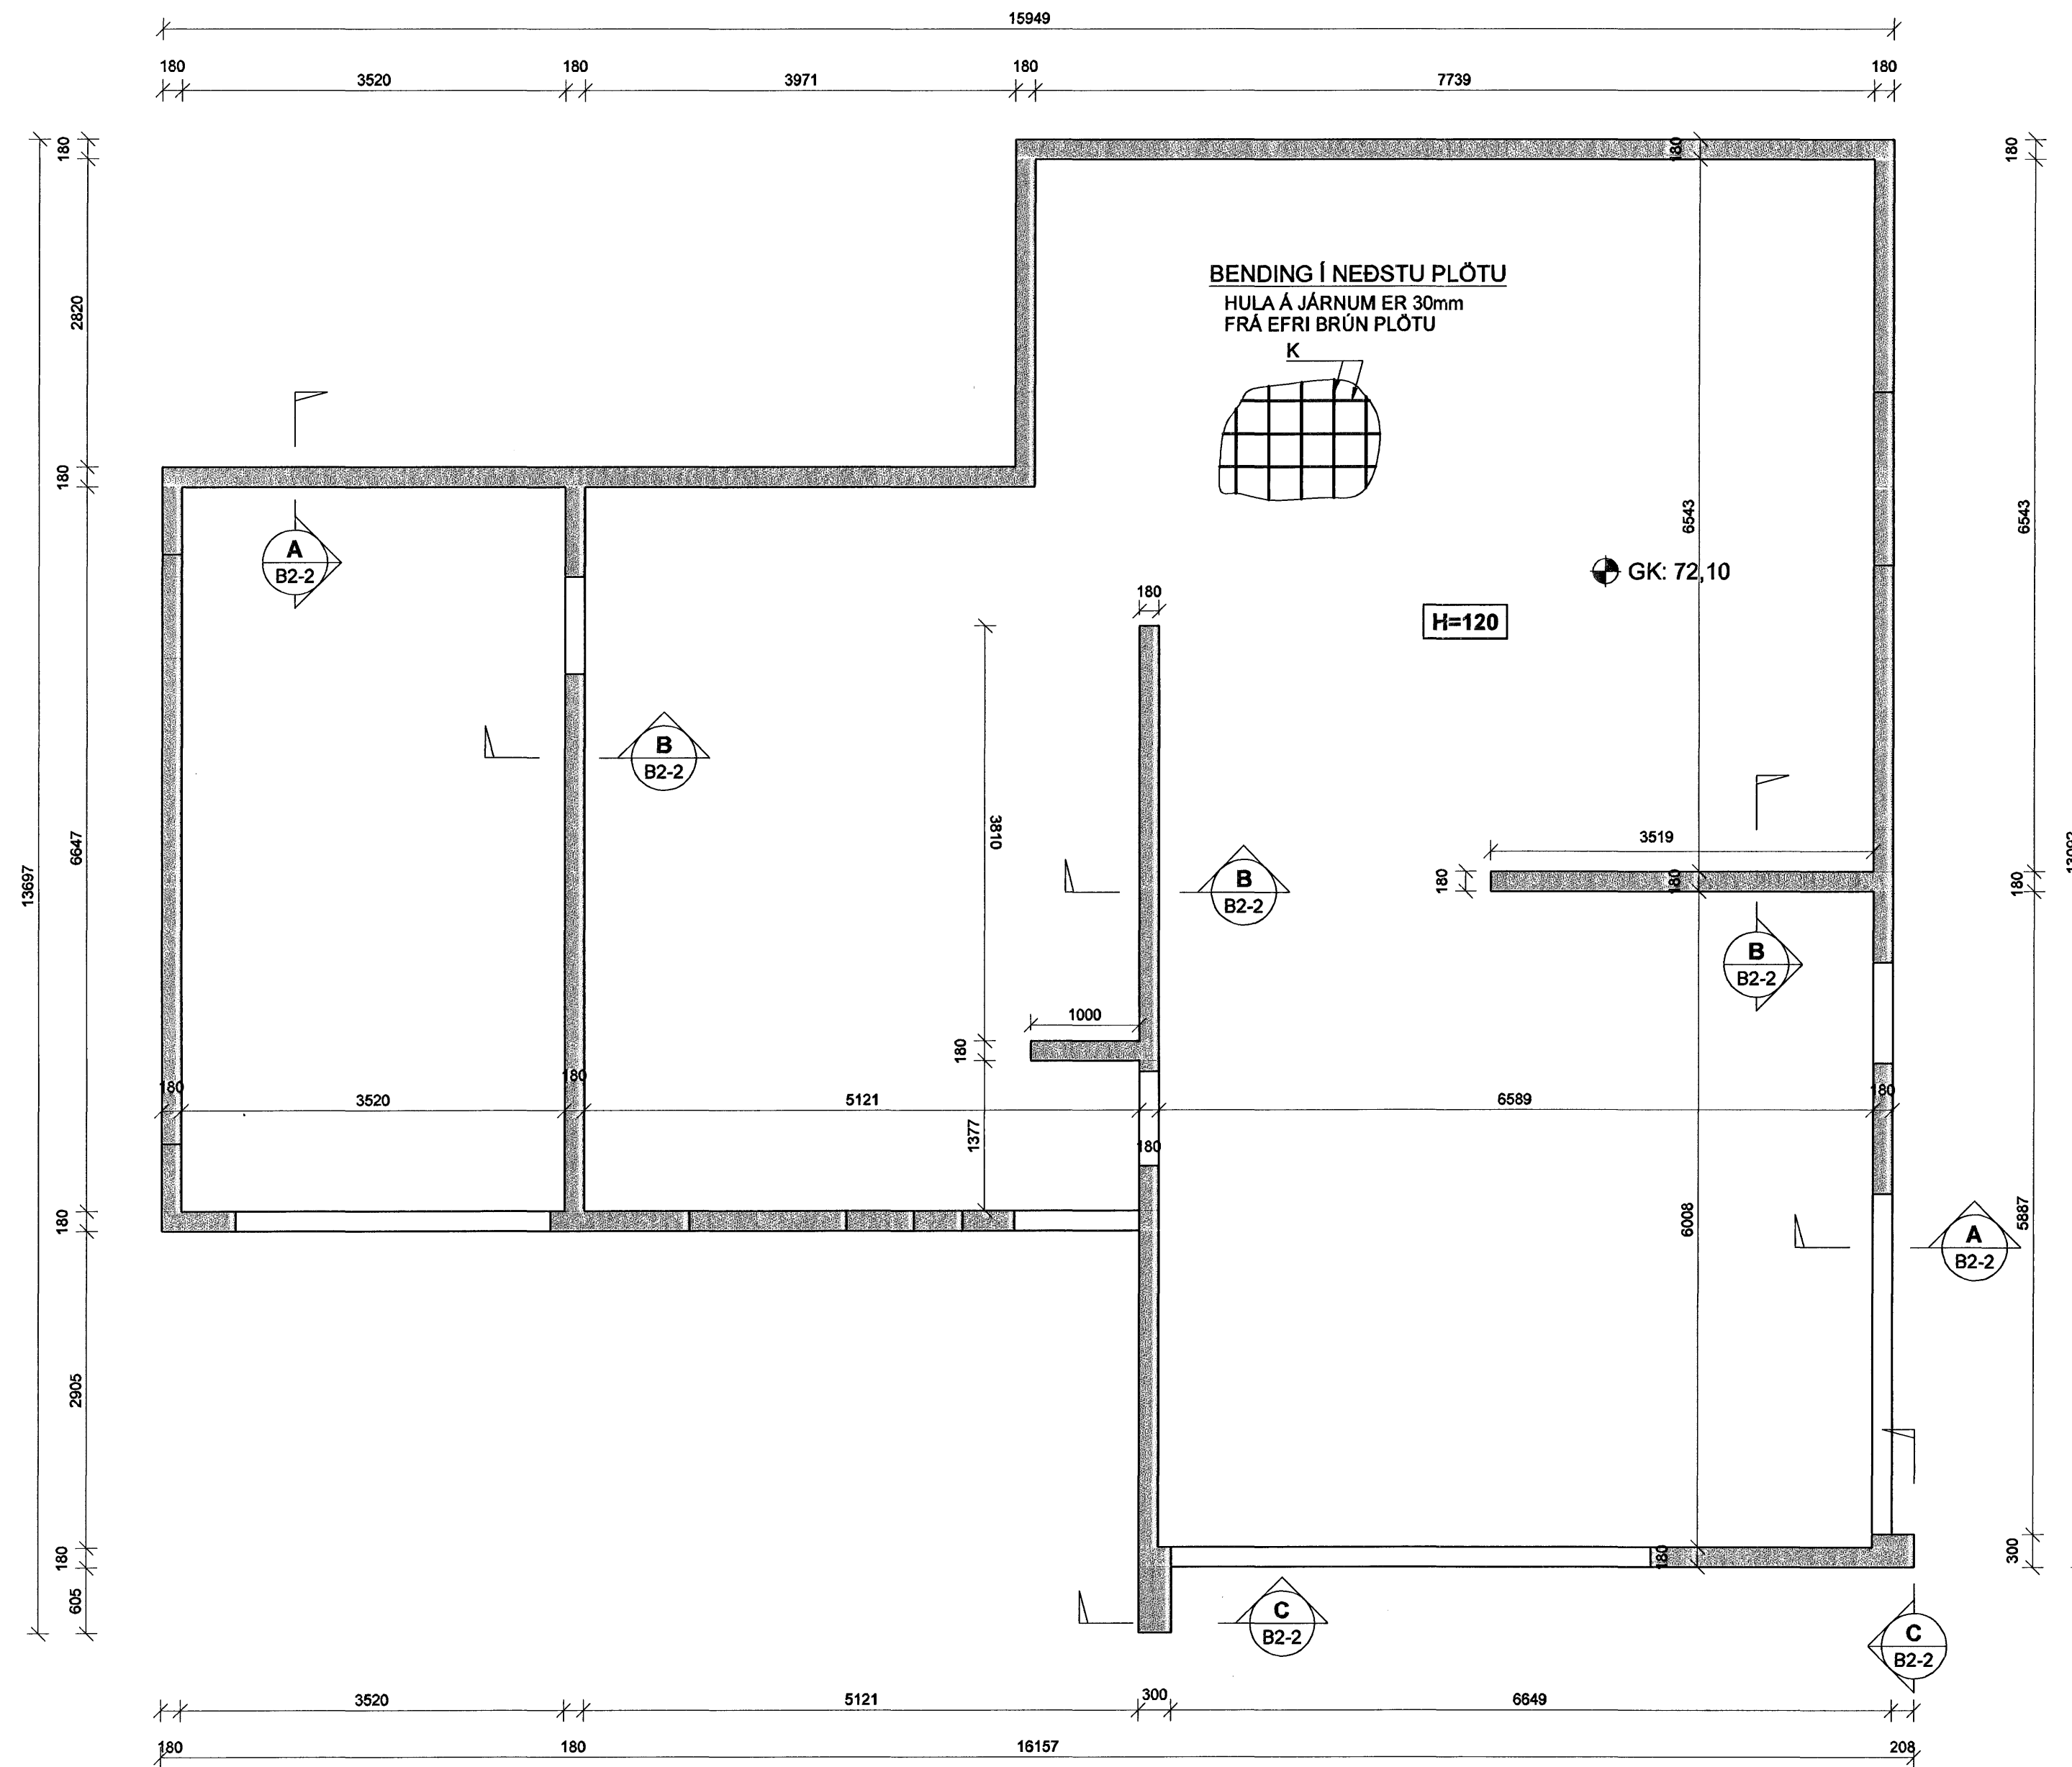 15949
180 3520 180 3971 180 7739 180
180
2820
180
6647
13697
180
2905
180
605
BENDING Í NEÐSTU PLÖTU
HULA Á JÁRNUM ER 30mm
FRÁ EFRI BRÚN PLÖTU
K
180
180
6543
6543
A
B2-2
GK: 72,10
H=120
180
B
B2-2
3810
3519
180
180
180
B
B2-2
B
B2-2
1000
180
1377
180 3520 180 5121 180 6589 180
6008
5887
A
B2-2
180
300
C
B2-2
C
B2-2
3520 5121 300 6649
180 180 16157 208